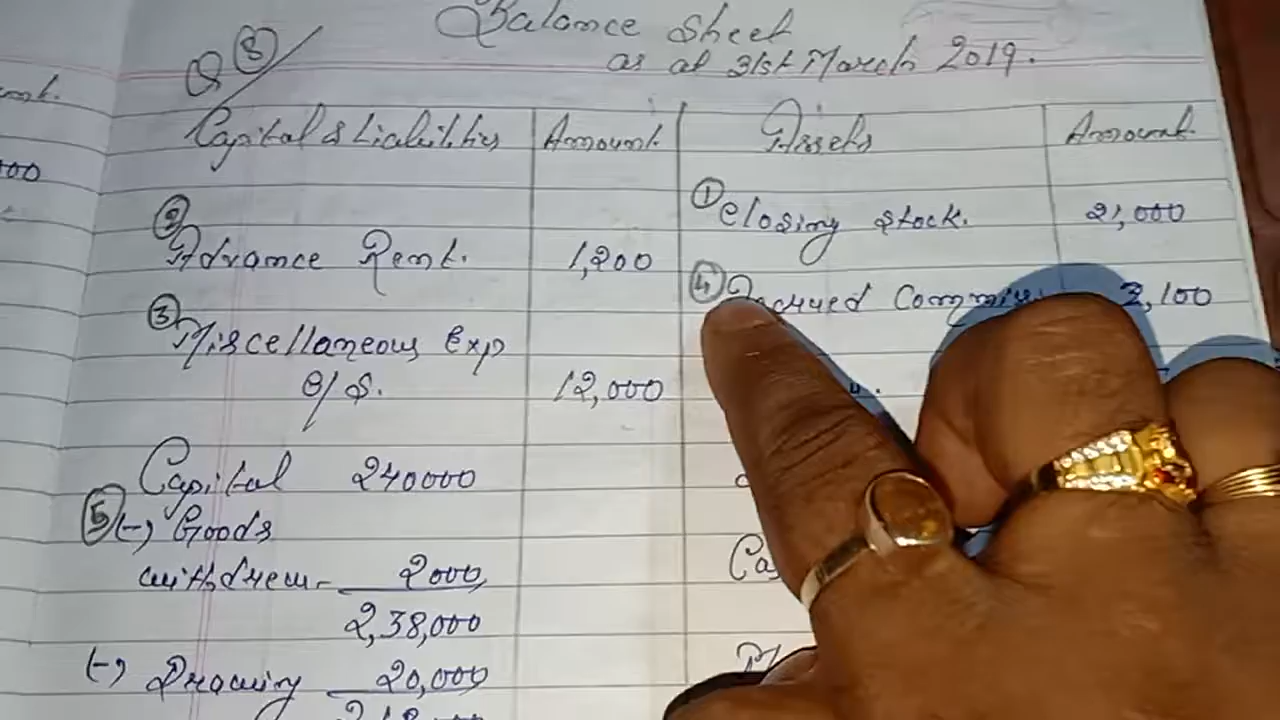 Balance Sheet
as at 31st March 2019.
Q ③
Capital & Liabilities Amount. Assets Amount.
② Advance Rent. 1,200
① Closing Stock. 21,000
③ Miscellaneous Exp
O/S. 12,000
④ Accrued 2,100
Capital 240000
⑤ (-) Goods
withdrew- 2000
2,38,000
(-) Drawing 20,000